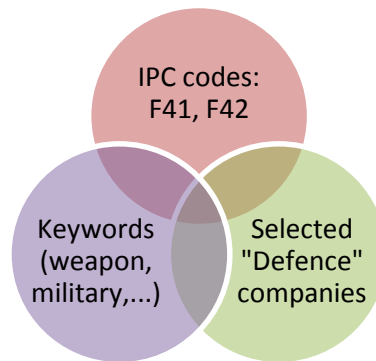 IPC codes:
F41, F42
Keywords
(weapon,
military,...)
Selected
"Defence"
companies